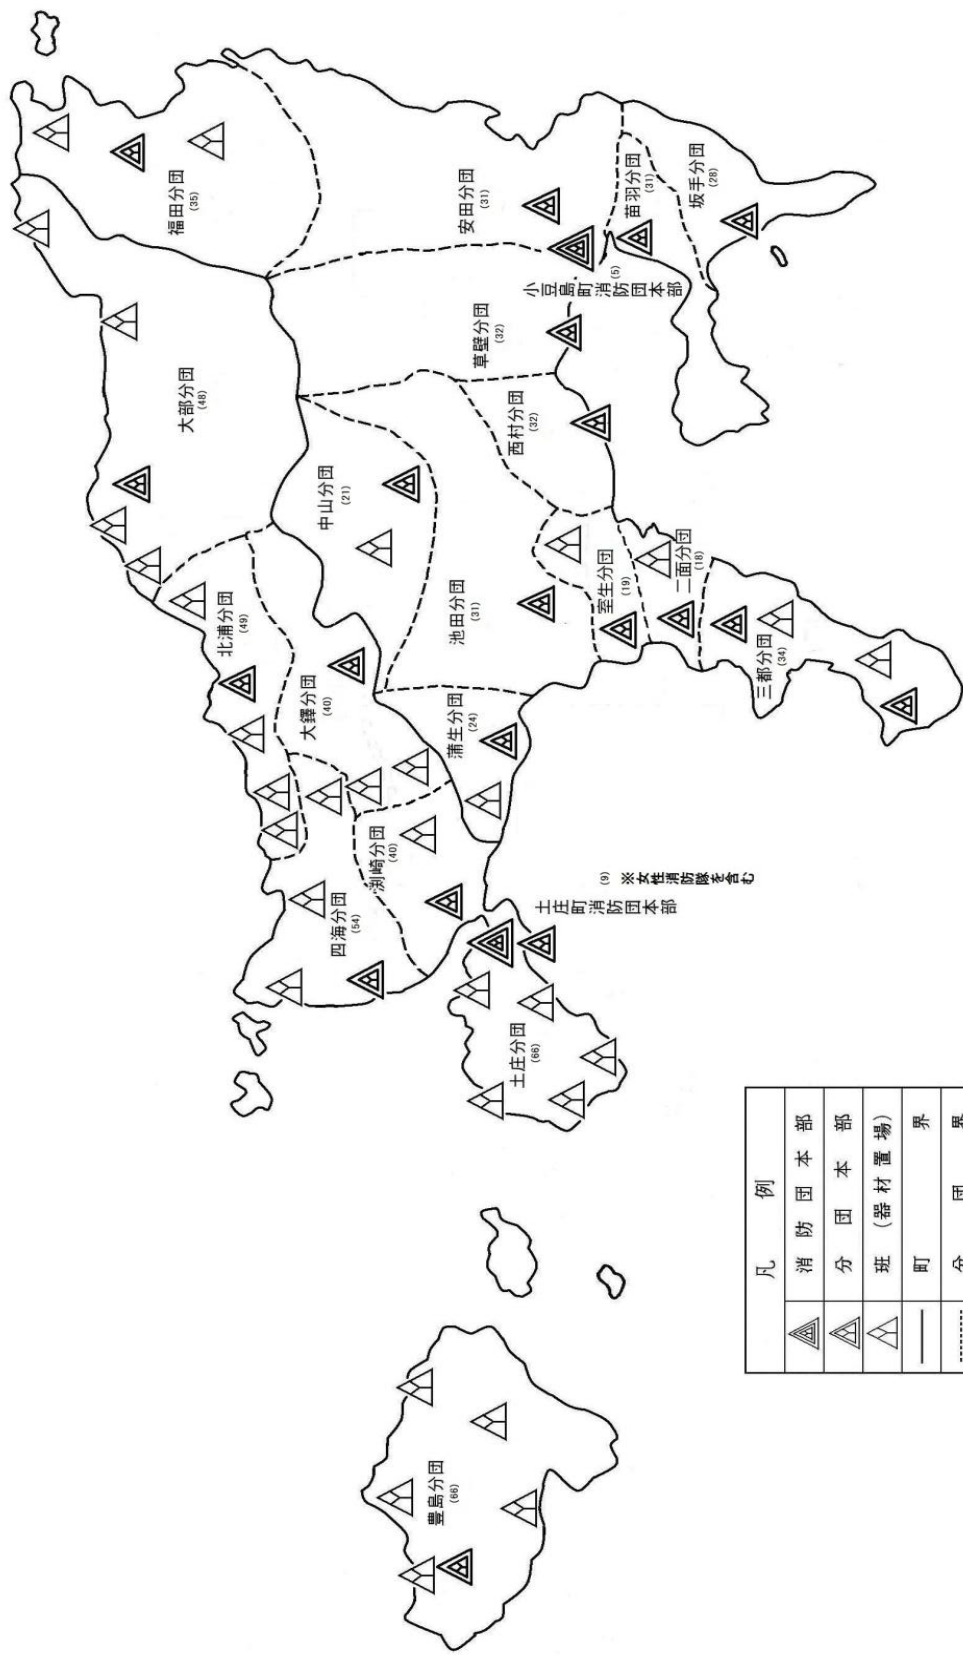 福田分団
(35)
大部分団
(48)
安田分団
(31)
苗羽分団
(31)
坂手分団
(28)
(5)
小豆島町消防団本部
草壁分団
(32)
西村分団
(32)
中山分団
(21)
北浦分団
(49)
大鐸分団
(40)
池田分団
(31)
室生分団
(19)
二面分団
(18)
三都分団
(34)
蒲生分団
(24)
渕崎分団
(40)
四海分団
(54)
(9) ※女性消防隊を含む
土庄町消防団本部
土庄分団
(66)
豊島分団
(66)
凡例
消防団本部
分団本部
班(器材置場)
町界
分団界